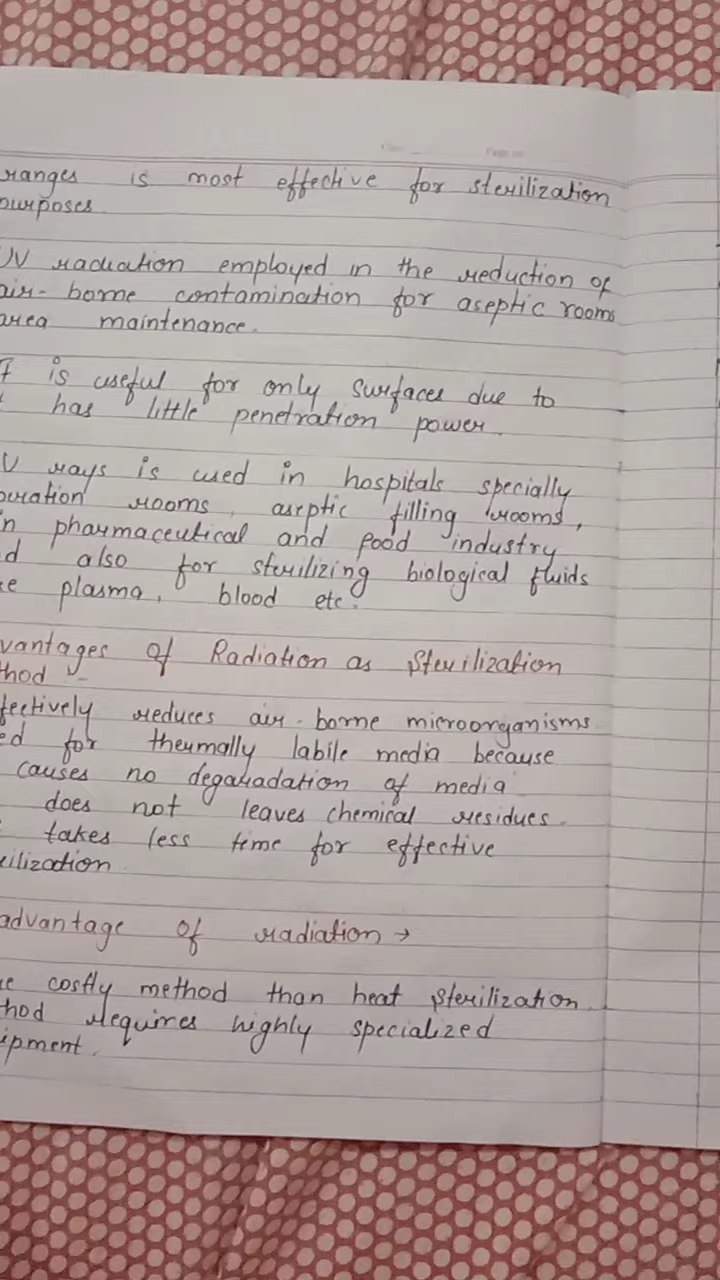 ranges is most effective for sterilization
purposes
UV radiation employed in the reduction of
air-borne contamination for aseptic rooms
area maintenance.
is useful for only surfaces due to
has little penetration power.
V rays is used in hospitals specially
peration rooms, aseptic filling rooms,
n pharmaceutical and food industry
d also for sterilizing biological fluids
ke plasma, blood etc.
vantages of Radiation as Sterilization
thod :-
fectively reduces air-borne microorganisms
ed for thermally labile media because
causes no degaradation of media
does not leaves chemical residues.
takes less time for effective
rilization
advantage of radiation →
re costly method than heat sterilization.
thod requires highly specialized
ipment.